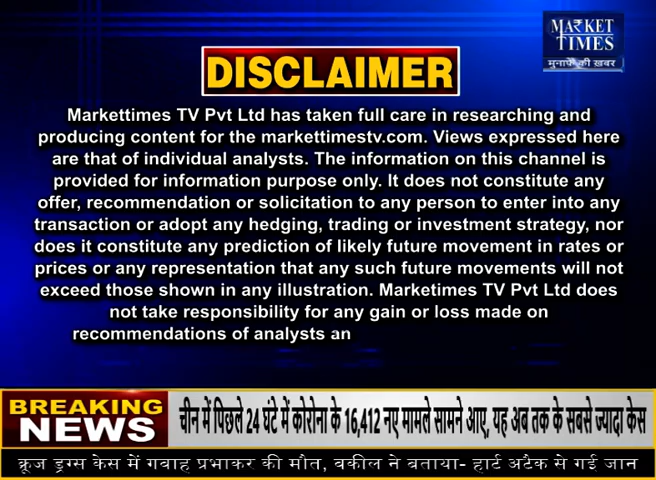 MARKET
TIMES
मुनाफे की ख़बर
DISCLAIMER
Markettimes TV Pvt Ltd has taken full care in researching and
producing content for the markettimestv.com. Views expressed here
are that of individual analysts. The information on this channel is
provided for information purpose only. It does not constitute any
offer, recommendation or solicitation to any person to enter into any
transaction or adopt any hedging, trading or investment strategy, nor
does it constitute any prediction of likely future movement in rates or
prices or any representation that any such future movements will not
exceed those shown in any illustration. Marketimes TV Pvt Ltd does
not take responsibility for any gain or loss made on
recommendations of analysts an
BREAKING
NEWS
चीन में पिछले 24 घंटे में कोरोना के 16,412 नए मामले सामने आए, यह अब तक के सबसे ज्यादा केस
क्रूज ड्रग्स केस में गवाह प्रभाकर की मौत, वकील ने बताया- हार्ट अटैक से गई जान